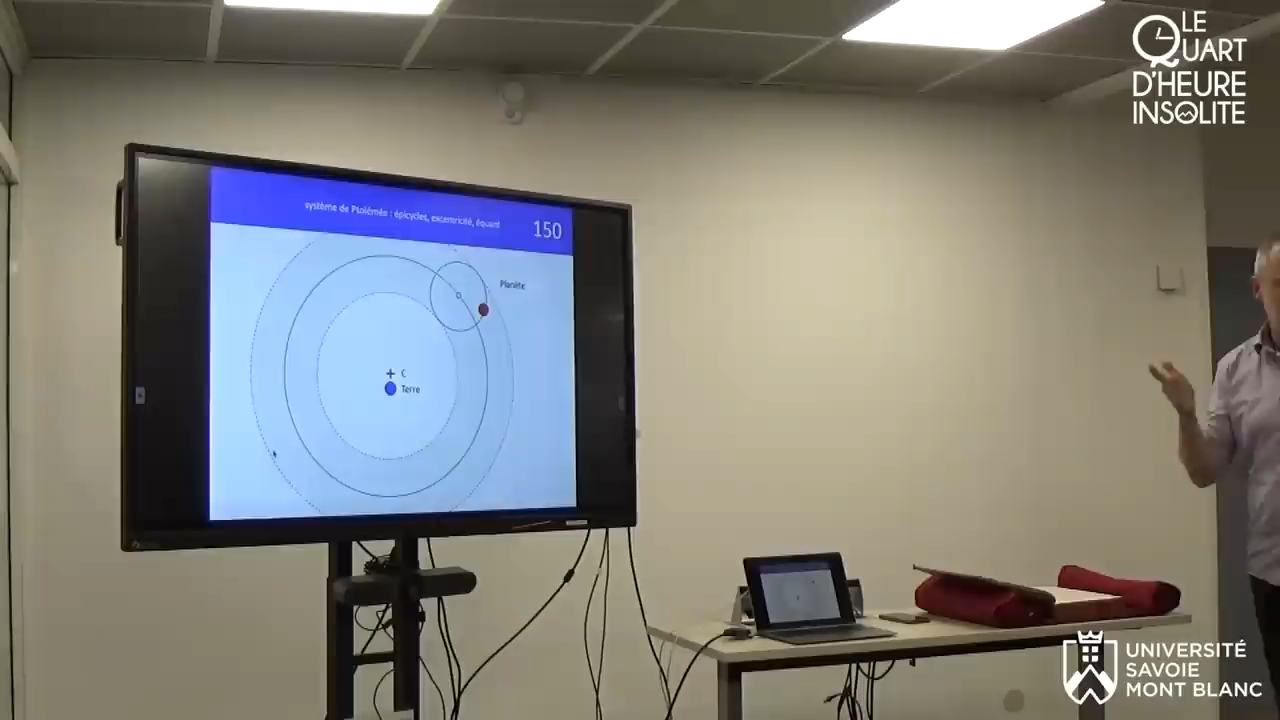 LE
QUART
D'HEURE
INSOLITE
système de Ptolémée : épicycles, excentricité, équant
150
Planète
C
Terre
UNIVERSITÉ
SAVOIE
MONT BLANC